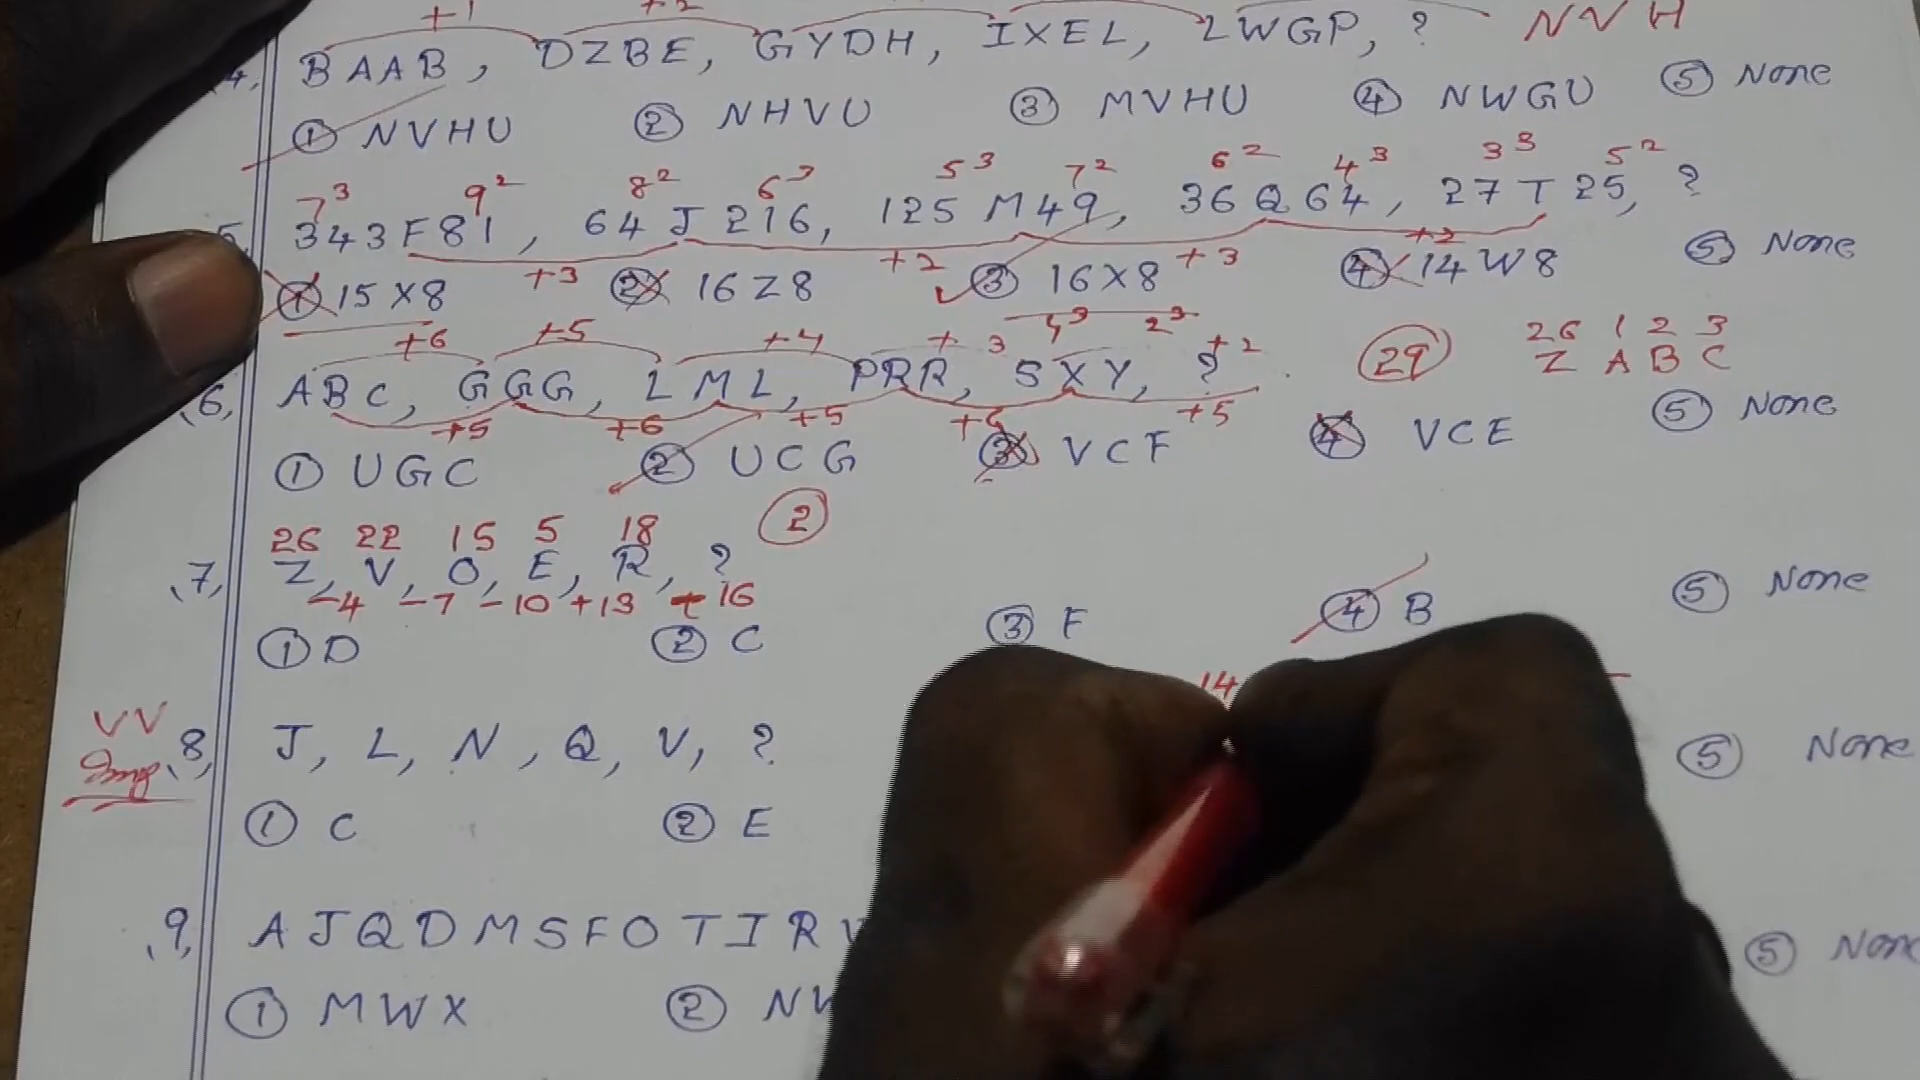 +1 +2
4, BAAB, DZBE, GYDH, IXEL, LWGP, ? NVH
① NVHU ② NHVU ③ MVHU ④ NWGU ⑤ None
7³ 9² 8² 6³ 5³ 7² 6² 4³ 3³ 5²
5, 343F81, 64J216, 125M49, 36Q64, 27T25, ?
+3 +2 +3 +2
① 15X8 ② 16Z8 ③ 16X8 ④ 14W8 ⑤ None
+6 +5 +4 +3 2³ +2 29 26 1 2 3
6, ABC, GGG, LML, PRR, SXY, ? Z A B C
+5 +6 +5 +5
① UGC ② UCG ③ VCF ④ VCE ⑤ None
26 22 15 5 18 ②
7, Z, V, O, E, R, ?
-4 -7 -10 +13 +16
① D ② C ③ F ④ B ⑤ None
14
VV
8, J, L, N, Q, V, ?
① C ② E ⑤ None
9, AJQDMSFOTIR
① MWX ② ⑤ None